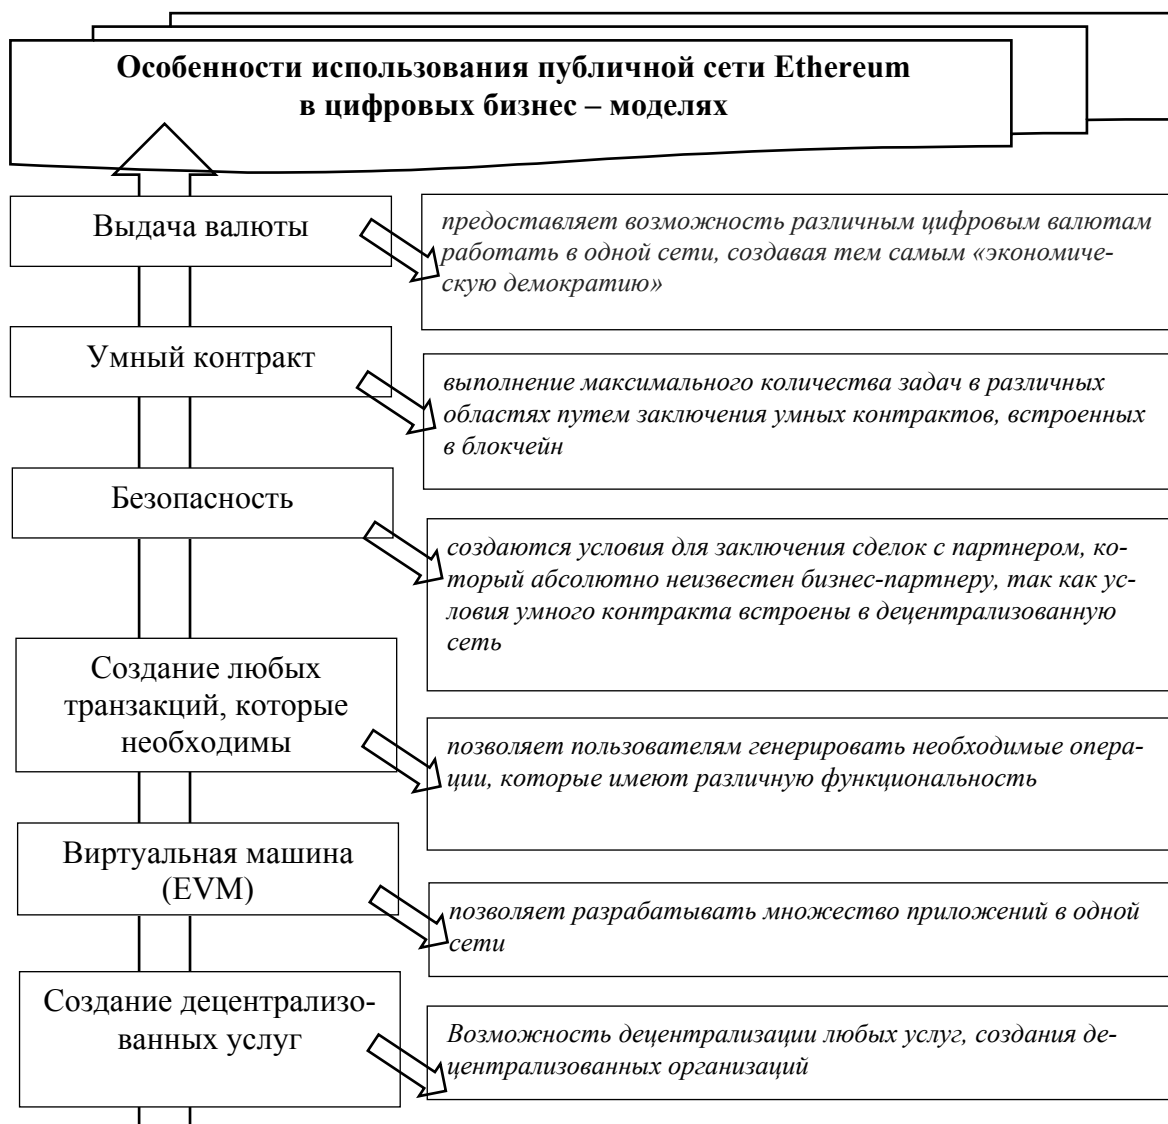 Особенности использования публичной сети Ethereum
в цифровых бизнес – моделях
Выдача валюты
предоставляет возможность различным цифровым валютам
работать в одной сети, создавая тем самым «экономиче-
скую демократию»
Умный контракт
выполнение максимального количества задач в различных
областях путем заключения умных контрактов, встроенных
в блокчейн
Безопасность
создаются условия для заключения сделок с партнером, ко-
торый абсолютно неизвестен бизнес-партнеру, так как ус-
ловия умного контракта встроены в децентрализованную
сеть
Создание любых
транзакций, которые
необходимы
позволяет пользователям генерировать необходимые опера-
ции, которые имеют различную функциональность
Виртуальная машина
(EVM)
позволяет разрабатывать множество приложений в одной
сети
Создание децентрализо-
ванных услуг
Возможность децентрализации любых услуг, создания де-
централизованных организаций